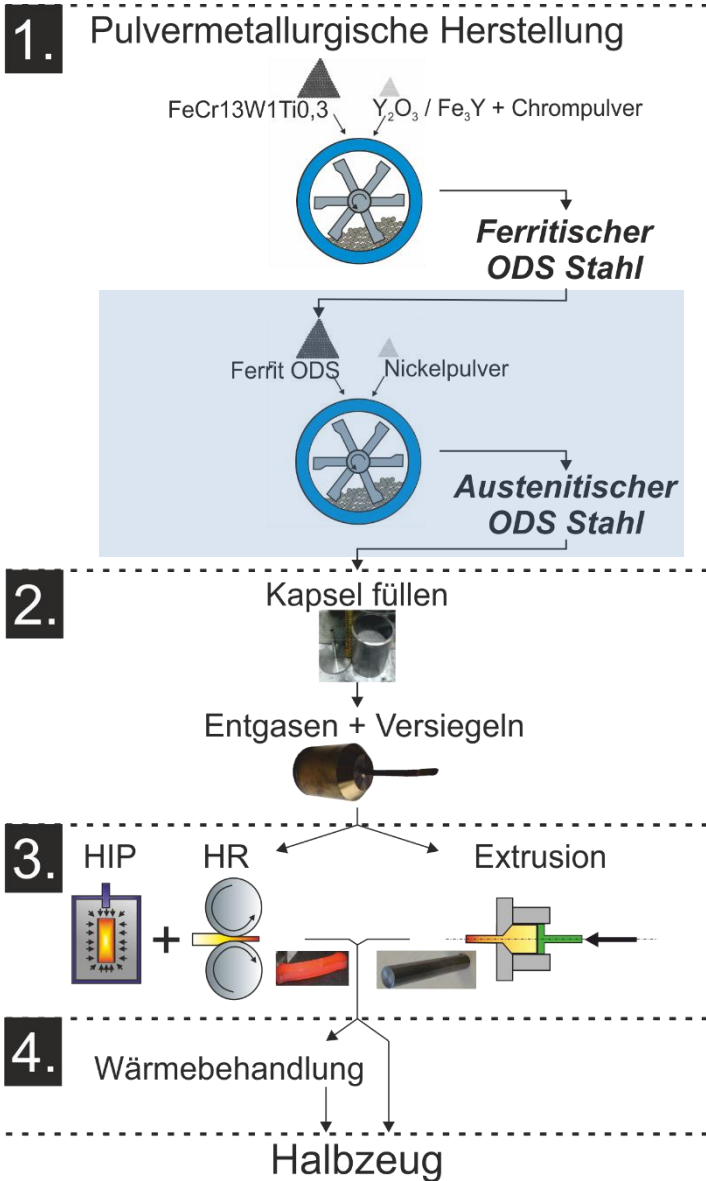 1. Pulvermetallurgische Herstellung
FeCr13W1Ti0,3
Y₂O₃ / Fe₃Y + Chrompulver
Ferritischer
ODS Stahl
Ferrit ODS
Nickelpulver
Austenitischer
ODS Stahl
2.
Kapsel füllen
Entgasen + Versiegeln
3.
HIP
HR
Extrusion
+
4.
Wärmebehandlung
Halbzeug